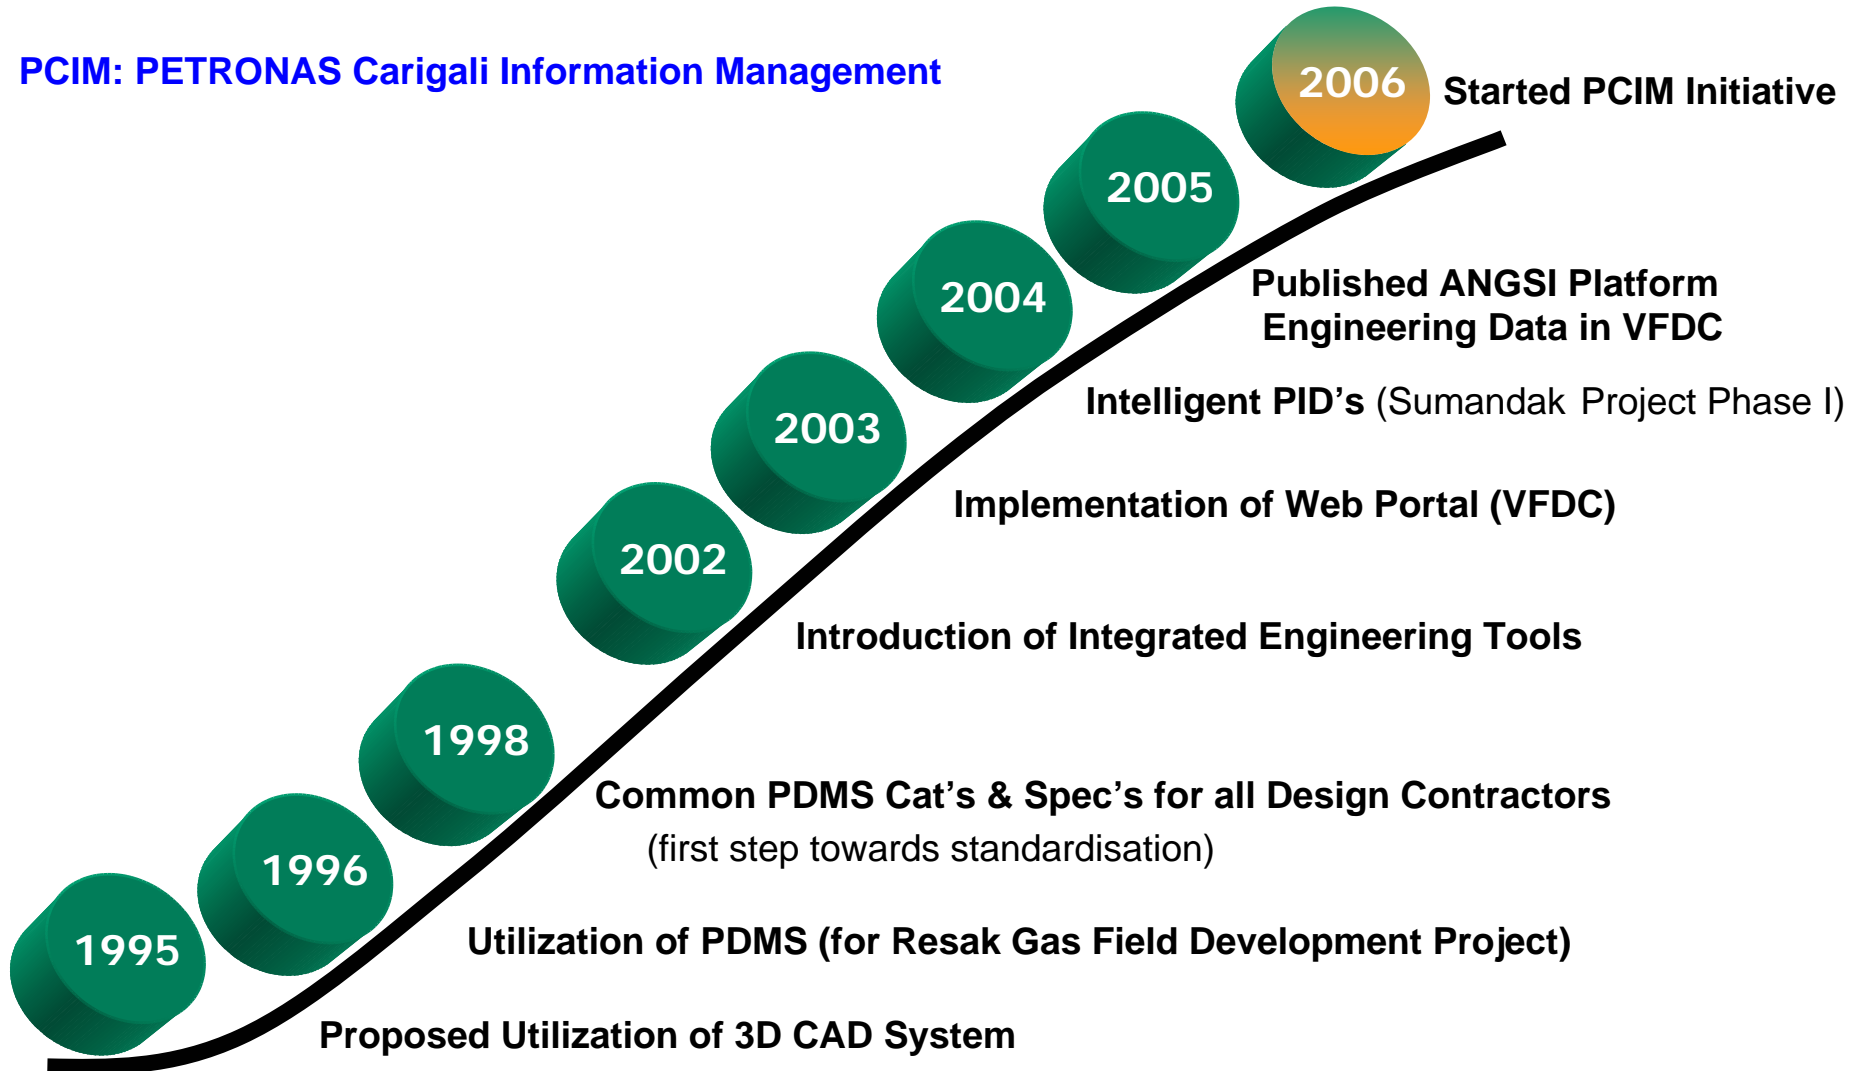 PCIM: PETRONAS Carigali Information Management
2006
Started PCIM Initiative
2005
Published ANGSI Platform
Engineering Data in VFDC
2004
Intelligent PID’s (Sumandak Project Phase I)
2003
Implementation of Web Portal (VFDC)
2002
Introduction of Integrated Engineering Tools
1998
Common PDMS Cat’s & Spec’s for all Design Contractors
(first step towards standardisation)
1996
Utilization of PDMS (for Resak Gas Field Development Project)
1995
Proposed Utilization of 3D CAD System